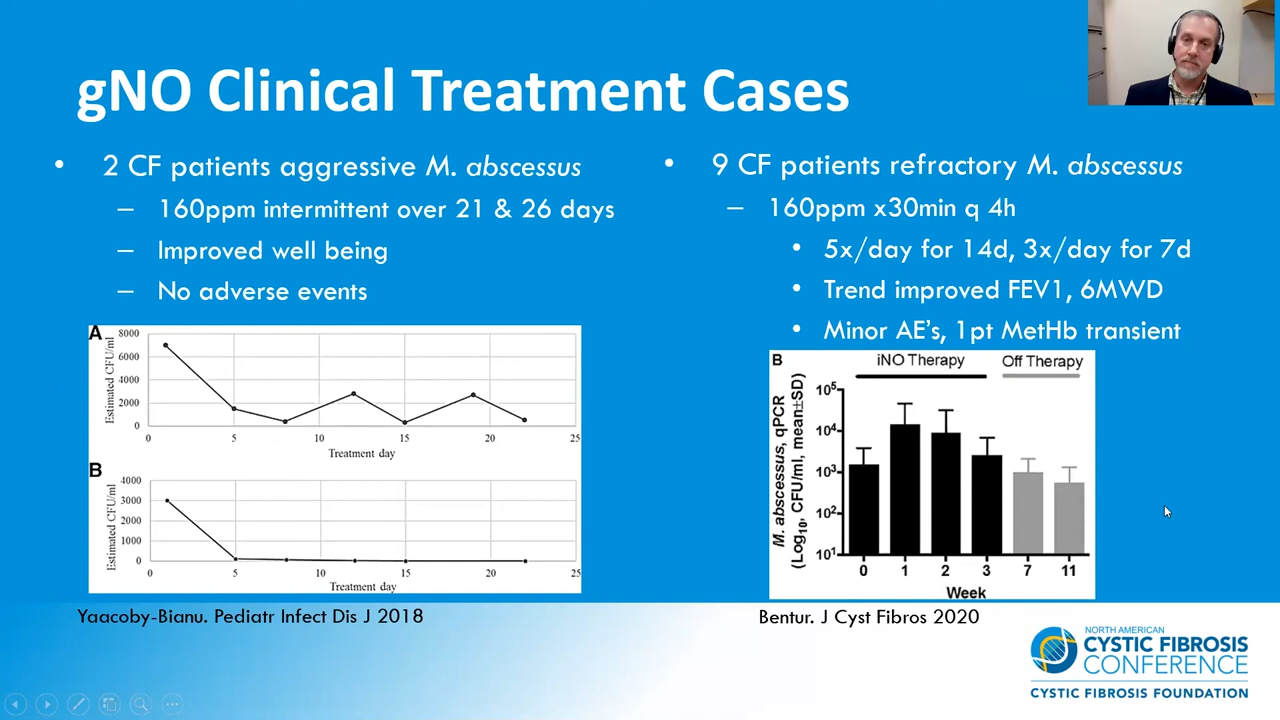 gNO Clinical Treatment Cases
• 2 CF patients aggressive M. abscessus
– 160ppm intermittent over 21 & 26 days
– Improved well being
– No adverse events
A
Estimated CFU/ml
8000
6000
4000
2000
0
0 5 10 15 20 25
Treatment day
B
Estimated CFU/ml
4000
3000
2000
1000
0
0 5 10 15 20 25
Treatment day
Yaacoby-Bianu. Pediatr Infect Dis J 2018
• 9 CF patients refractory M. abscessus
– 160ppm x30min q 4h
• 5x/day for 14d, 3x/day for 7d
• Trend improved FEV1, 6MWD
• Minor AE's, 1pt MetHb transient
B
iNO Therapy Off Therapy
M. abscessus, qPCR
(Log10, CFU/ml, mean±SD)
10⁵
10⁴
10³
10²
10¹
0 1 2 3 7 11
Week
Bentur. J Cyst Fibros 2020
NORTH AMERICAN
CYSTIC FIBROSIS
CONFERENCE
CYSTIC FIBROSIS FOUNDATION